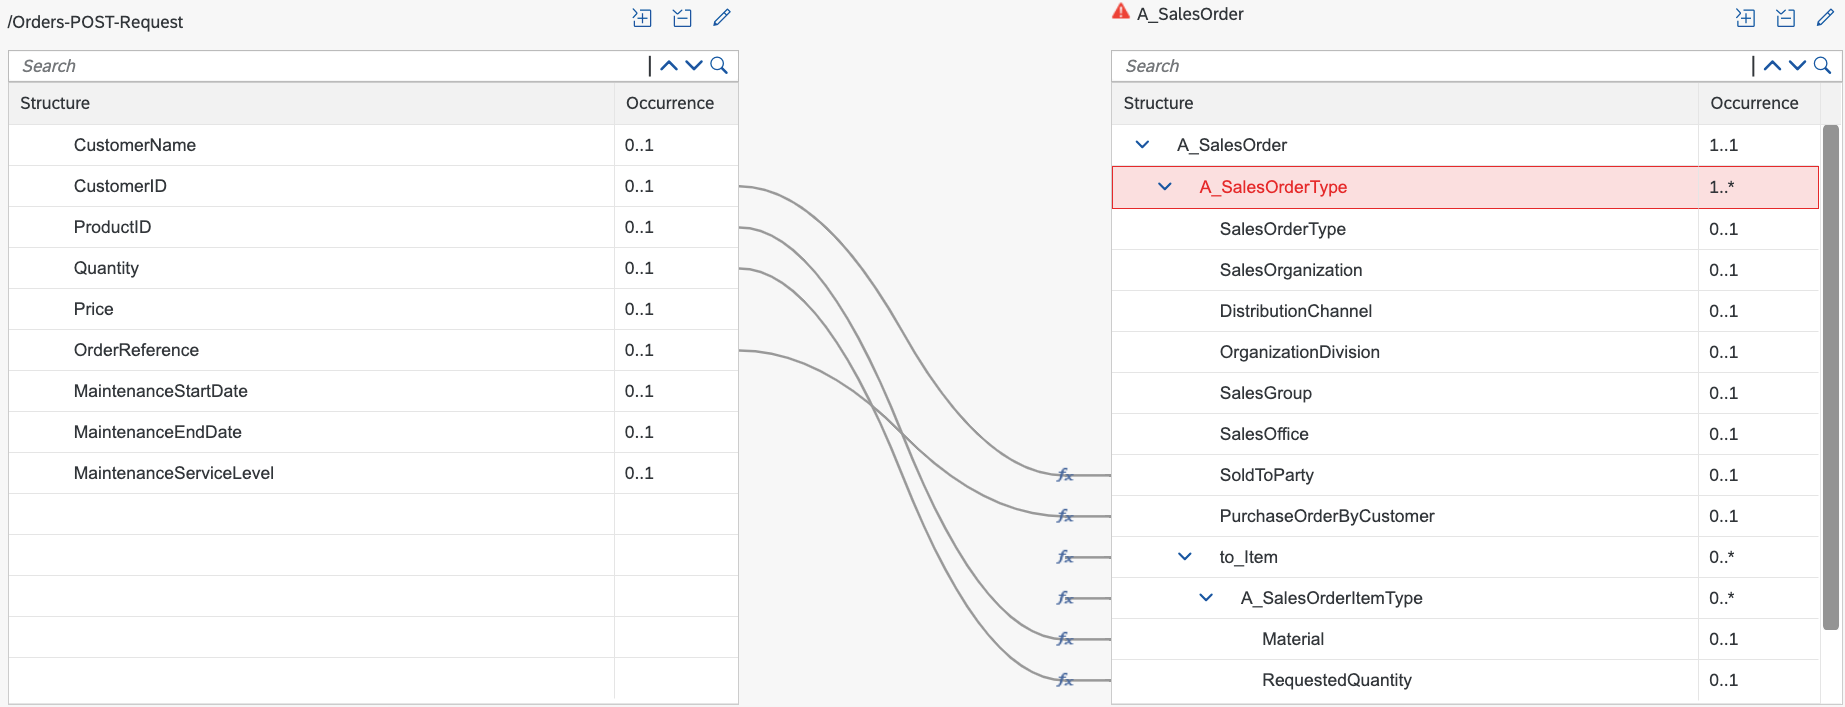 /Orders-POST-Request
Search
Structure Occurrence
CustomerName 0..1
CustomerID 0..1
ProductID 0..1
Quantity 0..1
Price 0..1
OrderReference 0..1
MaintenanceStartDate 0..1
MaintenanceEndDate 0..1
MaintenanceServiceLevel 0..1
fx
fx
fx
fx
fx
fx
A_SalesOrder
Search
Structure Occurrence
A_SalesOrder 1..1
A_SalesOrderType 1..*
SalesOrderType 0..1
SalesOrganization 0..1
DistributionChannel 0..1
OrganizationDivision 0..1
SalesGroup 0..1
SalesOffice 0..1
SoldToParty 0..1
PurchaseOrderByCustomer 0..1
to_Item 0..*
A_SalesOrderItemType 0..*
Material 0..1
RequestedQuantity 0..1